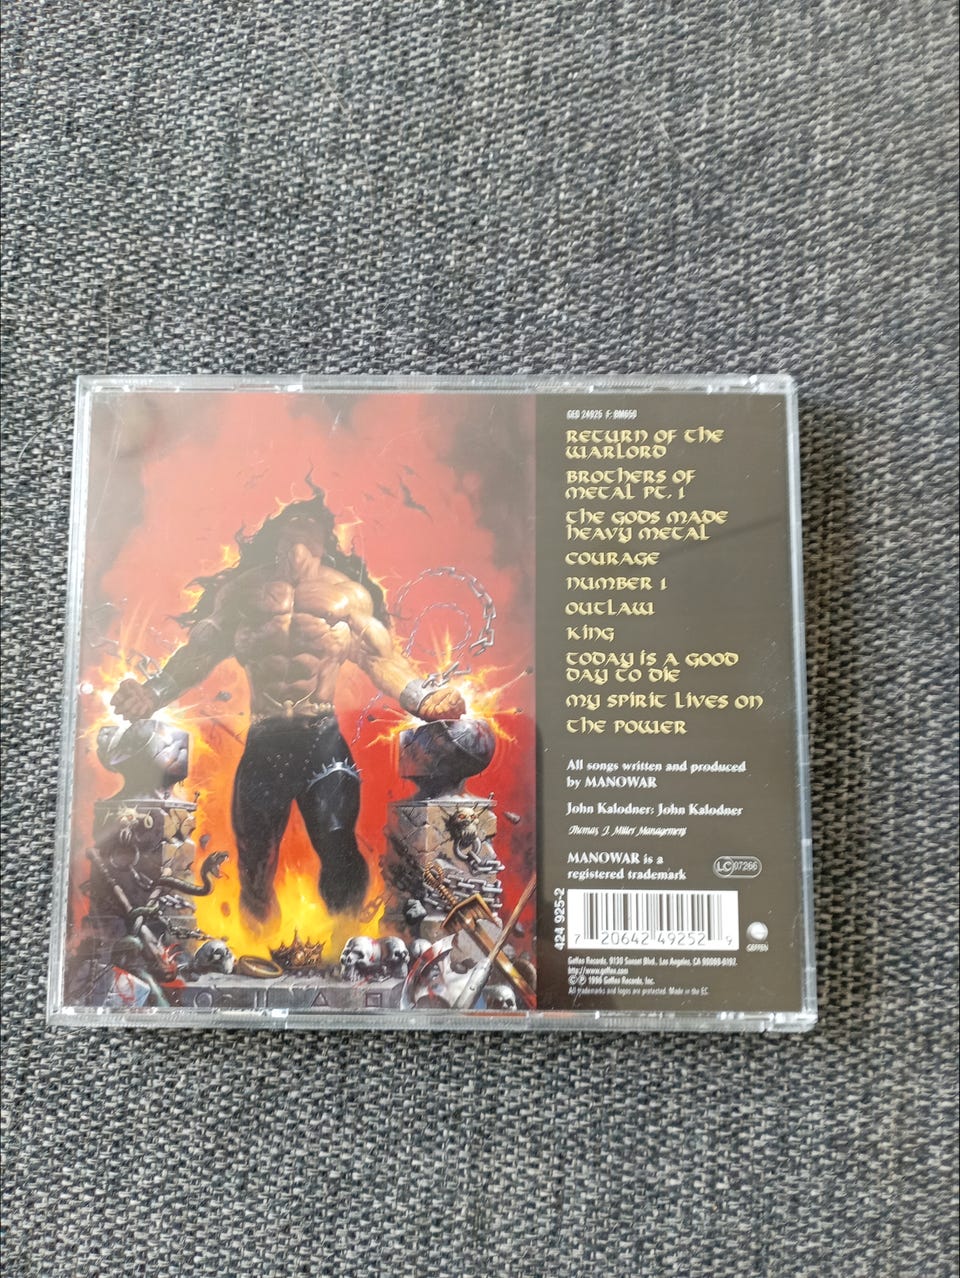 GED 24925 F: BM650
RETURN OF THE
WARLORD
BROTHERS OF
METAL PT. 1
THE GODS MADE
HEAVY METAL
COURAGE
NUMBER 1
OUTLAW
KING
TODAY IS A GOOD
DAY TO DIE
MY SPIRIT LIVES ON
THE POWER
All songs written and produced
by MANOWAR
John Kalodner: John Kalodner
Thomas J. Miller Management
MANOWAR is a
registered trademark
LC 07266
424 925-2
7 20642 49252 9
GEFFEN
Geffen Records, 9130 Sunset Blvd., Los Angeles, CA 90069-6197.
http://www.geffen.com
℗ © 1996 Geffen Records, Inc.
All trademarks and logos are protected. Made in the EC.